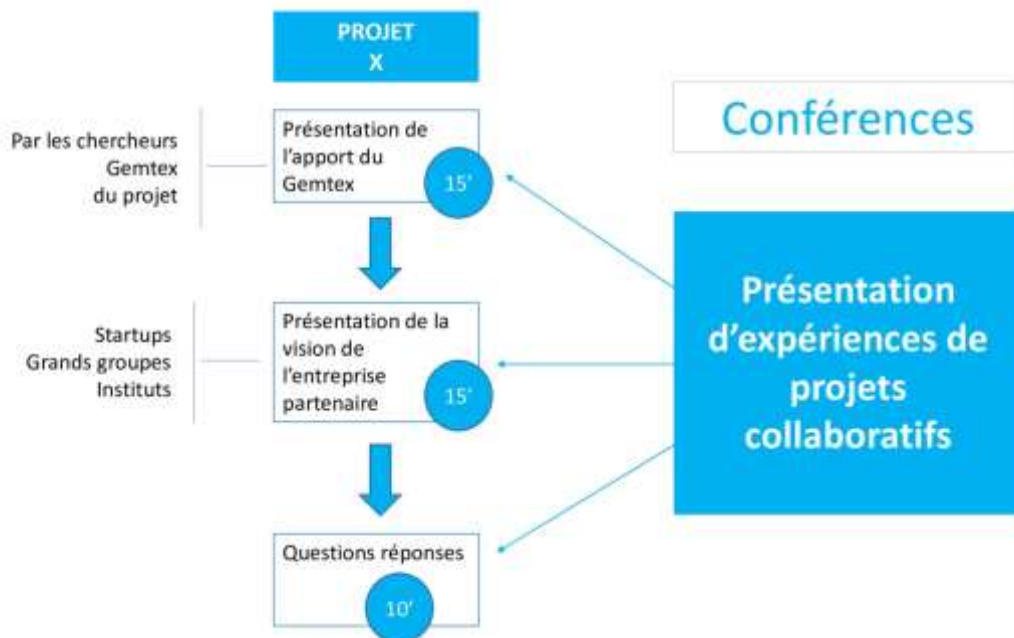 PROJET
X
Conférences
Par les chercheurs
Gemtex
du projet
Présentation de
l'apport du
Gemtex
15'
Startups
Grands groupes
Instituts
Présentation de la
vision de
l'entreprise
partenaire
15'
Questions réponses
10'
Présentation
d'expériences de
projets
collaboratifs